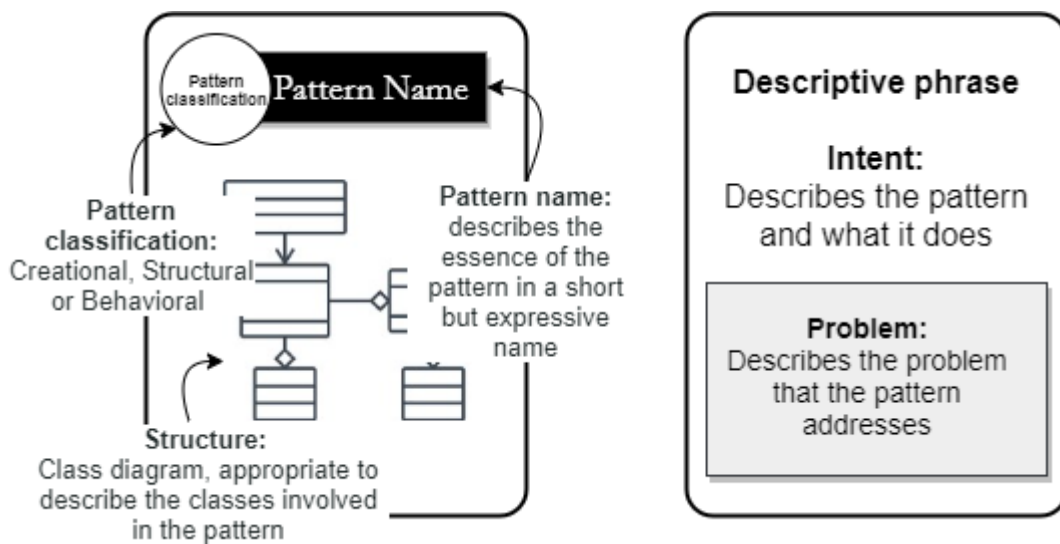 Pattern
classification
Pattern Name
Pattern
classification:
Creational, Structural
or Behavioral
Pattern name:
describes the
essence of the
pattern in a short
but expressive
name
Structure:
Class diagram, appropriate to
describe the classes involved
in the pattern
Descriptive phrase
Intent:
Describes the pattern
and what it does
Problem:
Describes the problem
that the pattern
addresses